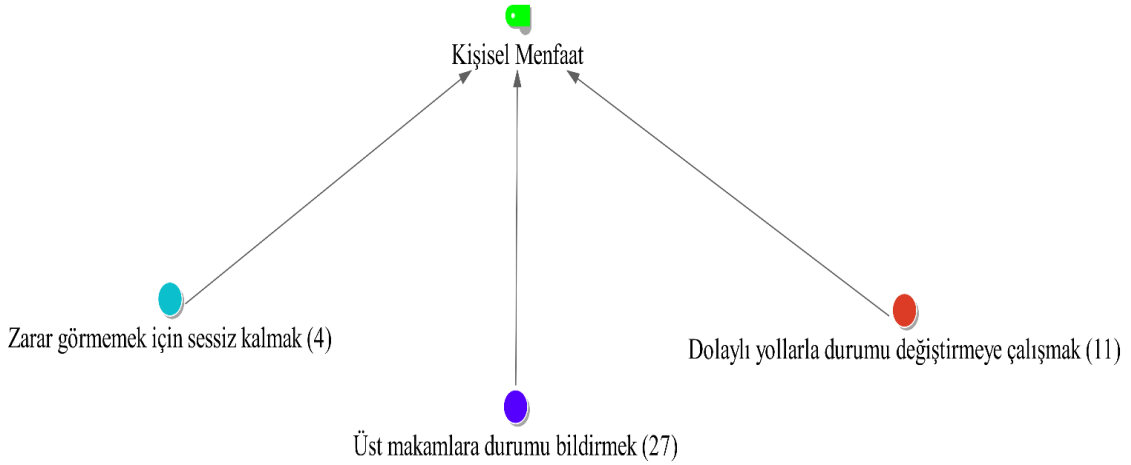 Kişisel Menfaat
Zarar görmemek için sessiz kalmak (4)
Dolaylı yollarla durumu değiştirmeye çalışmak (11)
Üst makamlara durumu bildirmek (27)